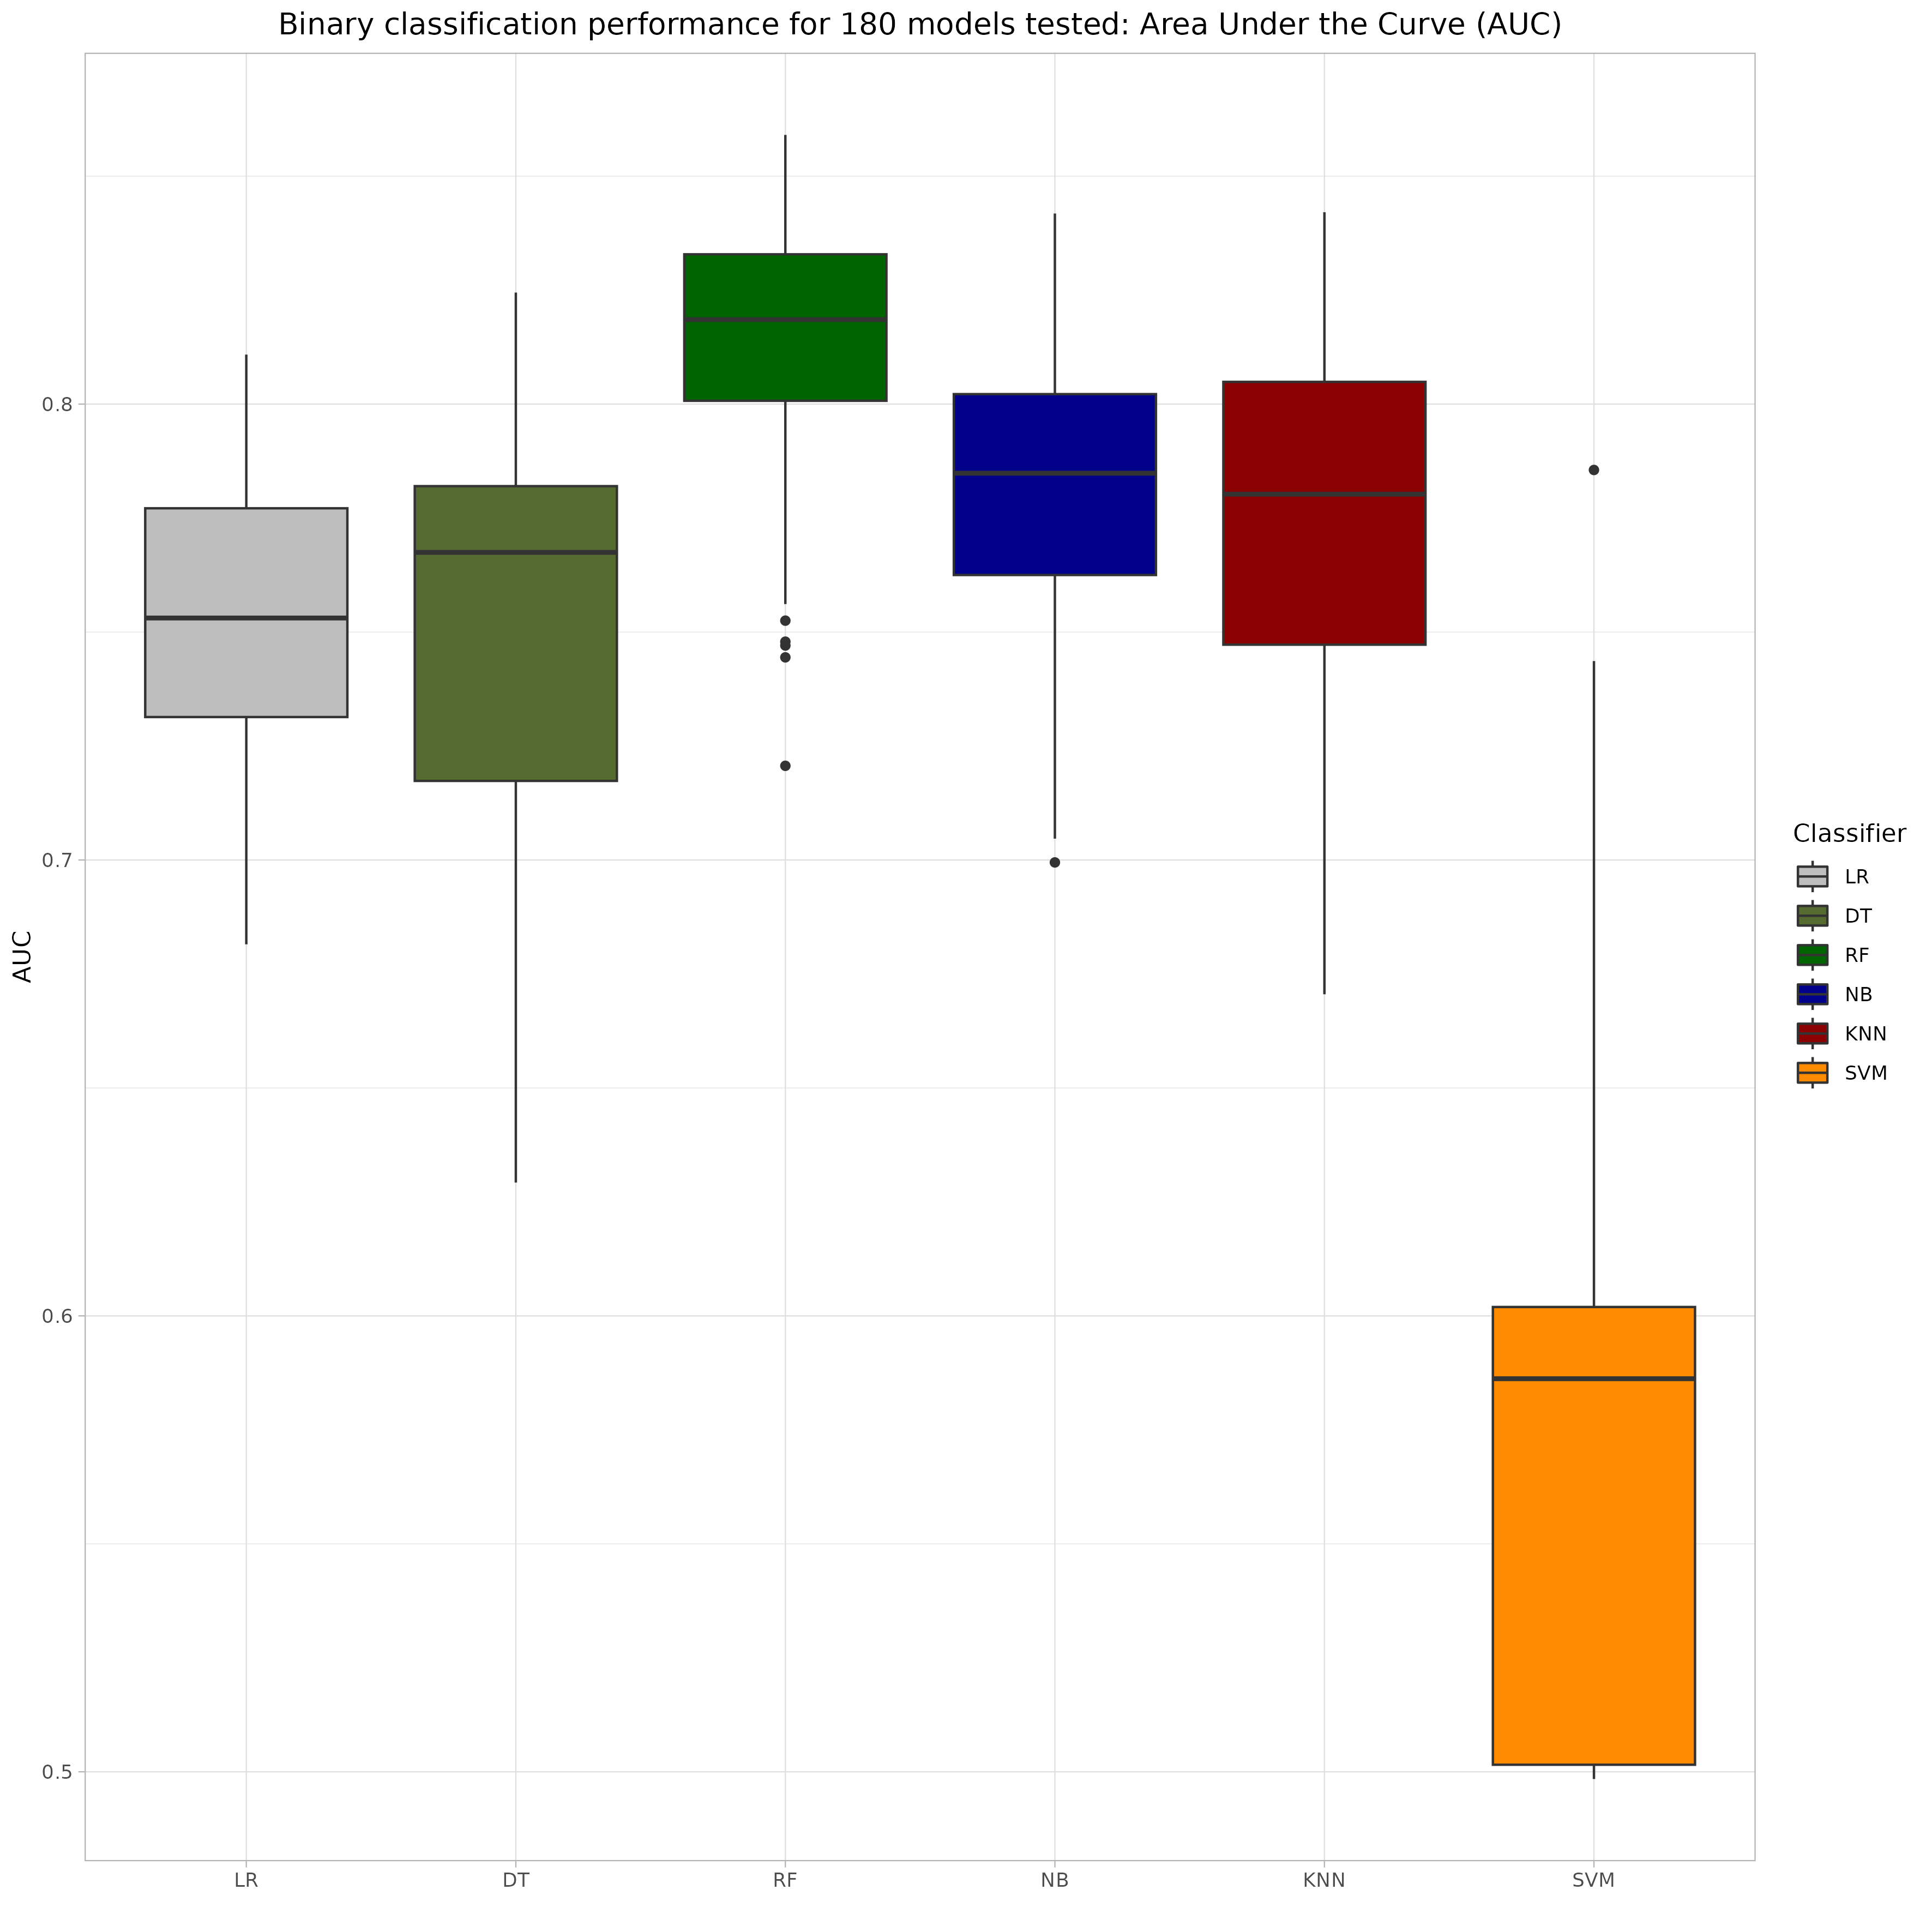 Binary classification performance for 180 models tested: Area Under the Curve (AUC)
AUC
0.8
0.7
0.6
0.5
LR
DT
RF
NB
KNN
SVM
Classifier
LR
DT
RF
NB
KNN
SVM